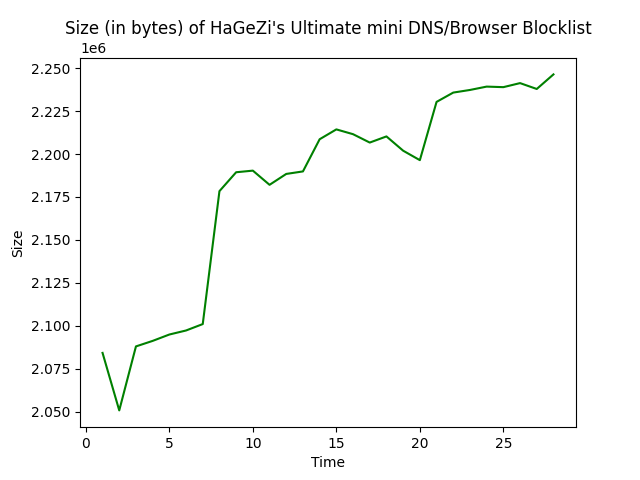 Size (in bytes) of HaGeZi's Ultimate mini DNS/Browser Blocklist
1e6
2.250
2.225
2.200
2.175
2.150
2.125
2.100
2.075
2.050
Size
0 5 10 15 20 25
Time